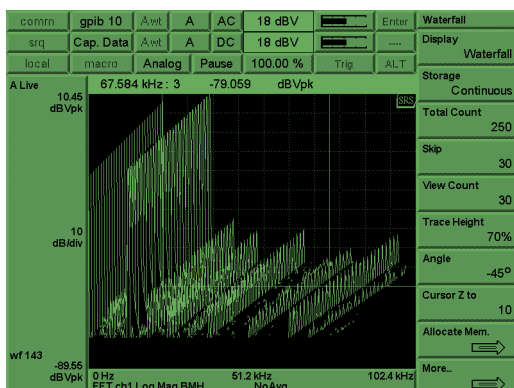 comm gpib 10 Awt A AC 18 dBV Enter Waterfall
srq Cap. Data Awt A DC 18 dBV ---- Display
Waterfall
local macro Analog Pause 100.00 % Trig ALT
Storage
Continuous
A Live 67.584 kHz: 3 -79.059 dBVpk
10.45
dBVpk
SRS
Total Count
250
Skip
30
View Count
30
10
dB/div
Trace Height
70%
Angle
-45º
Cursor Z to
10
Allocate Mem.
wf 143
-89.55
dBVpk
0 Hz 51.2 kHz 102.4 kHz
FFT ch1 Log Mag BMH NoAvg
More...